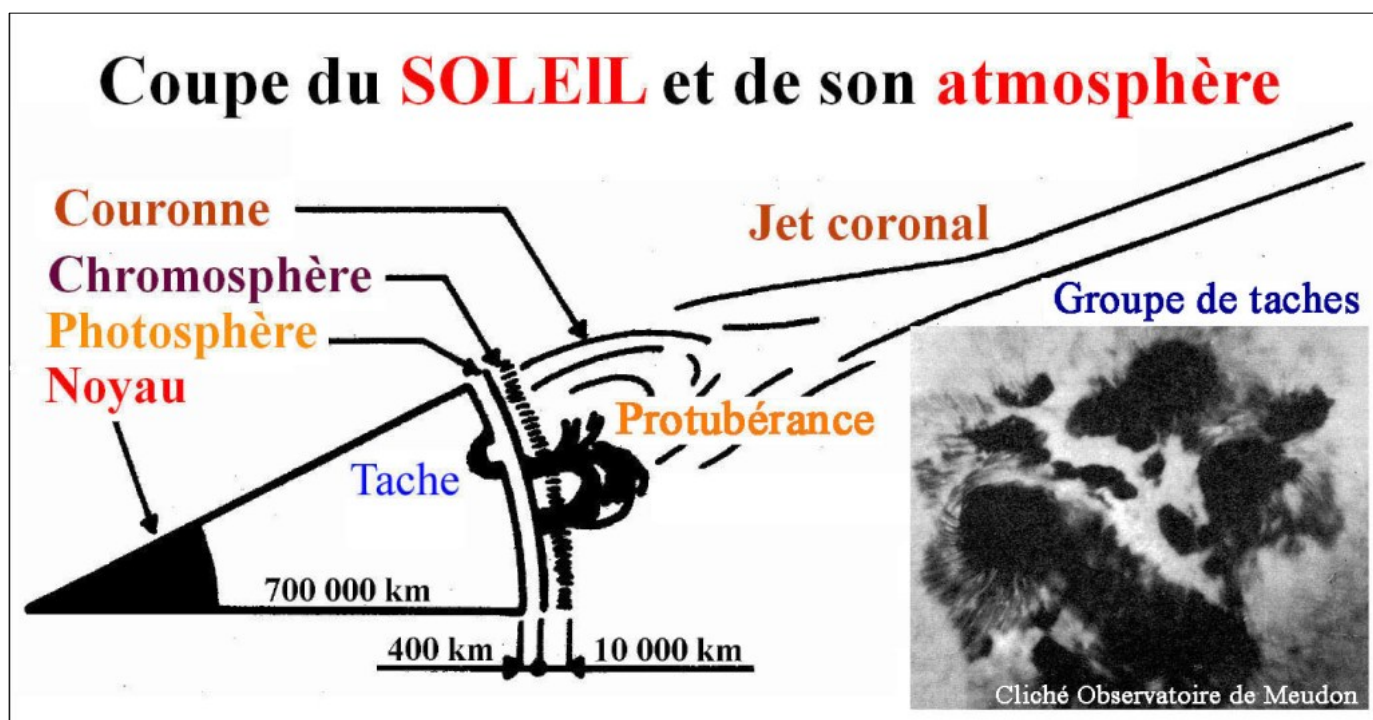 Coupe du SOLEIL et de son atmosphère
Couronne
Jet coronal
Chromosphère
Groupe de taches
Photosphère
Noyau
Protubérance
Tache
700 000 km
400 km
10 000 km
Cliché Observatoire de Meudon